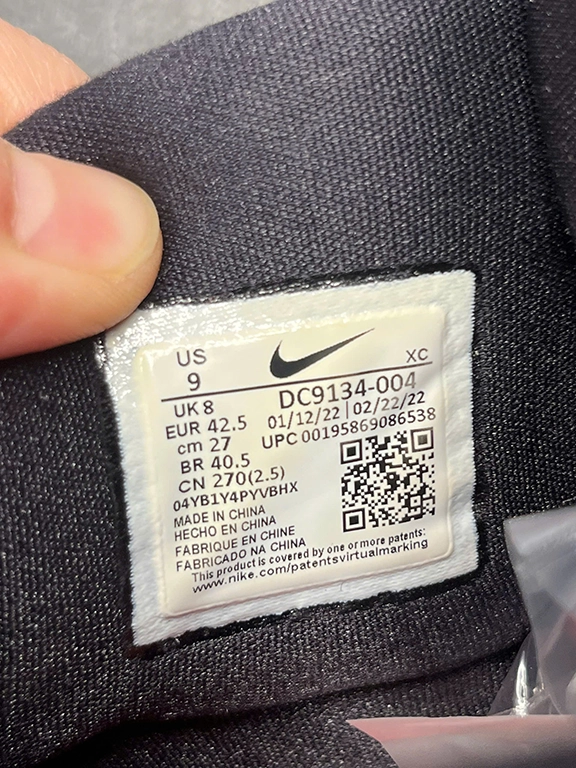 US
9
XC
DC9134-004
UK 8
01/12/22 | 02/22/22
EUR 42.5
UPC 00195869086538
cm 27
BR 40.5
CN 270(2.5)
04YB1Y4PYVBHX
MADE IN CHINA
HECHO EN CHINA
FABRIQUE EN CHINE
FABRICADO NA CHINA
This product is covered by one or more patents:
www.nike.com/patentsvirtualmarking